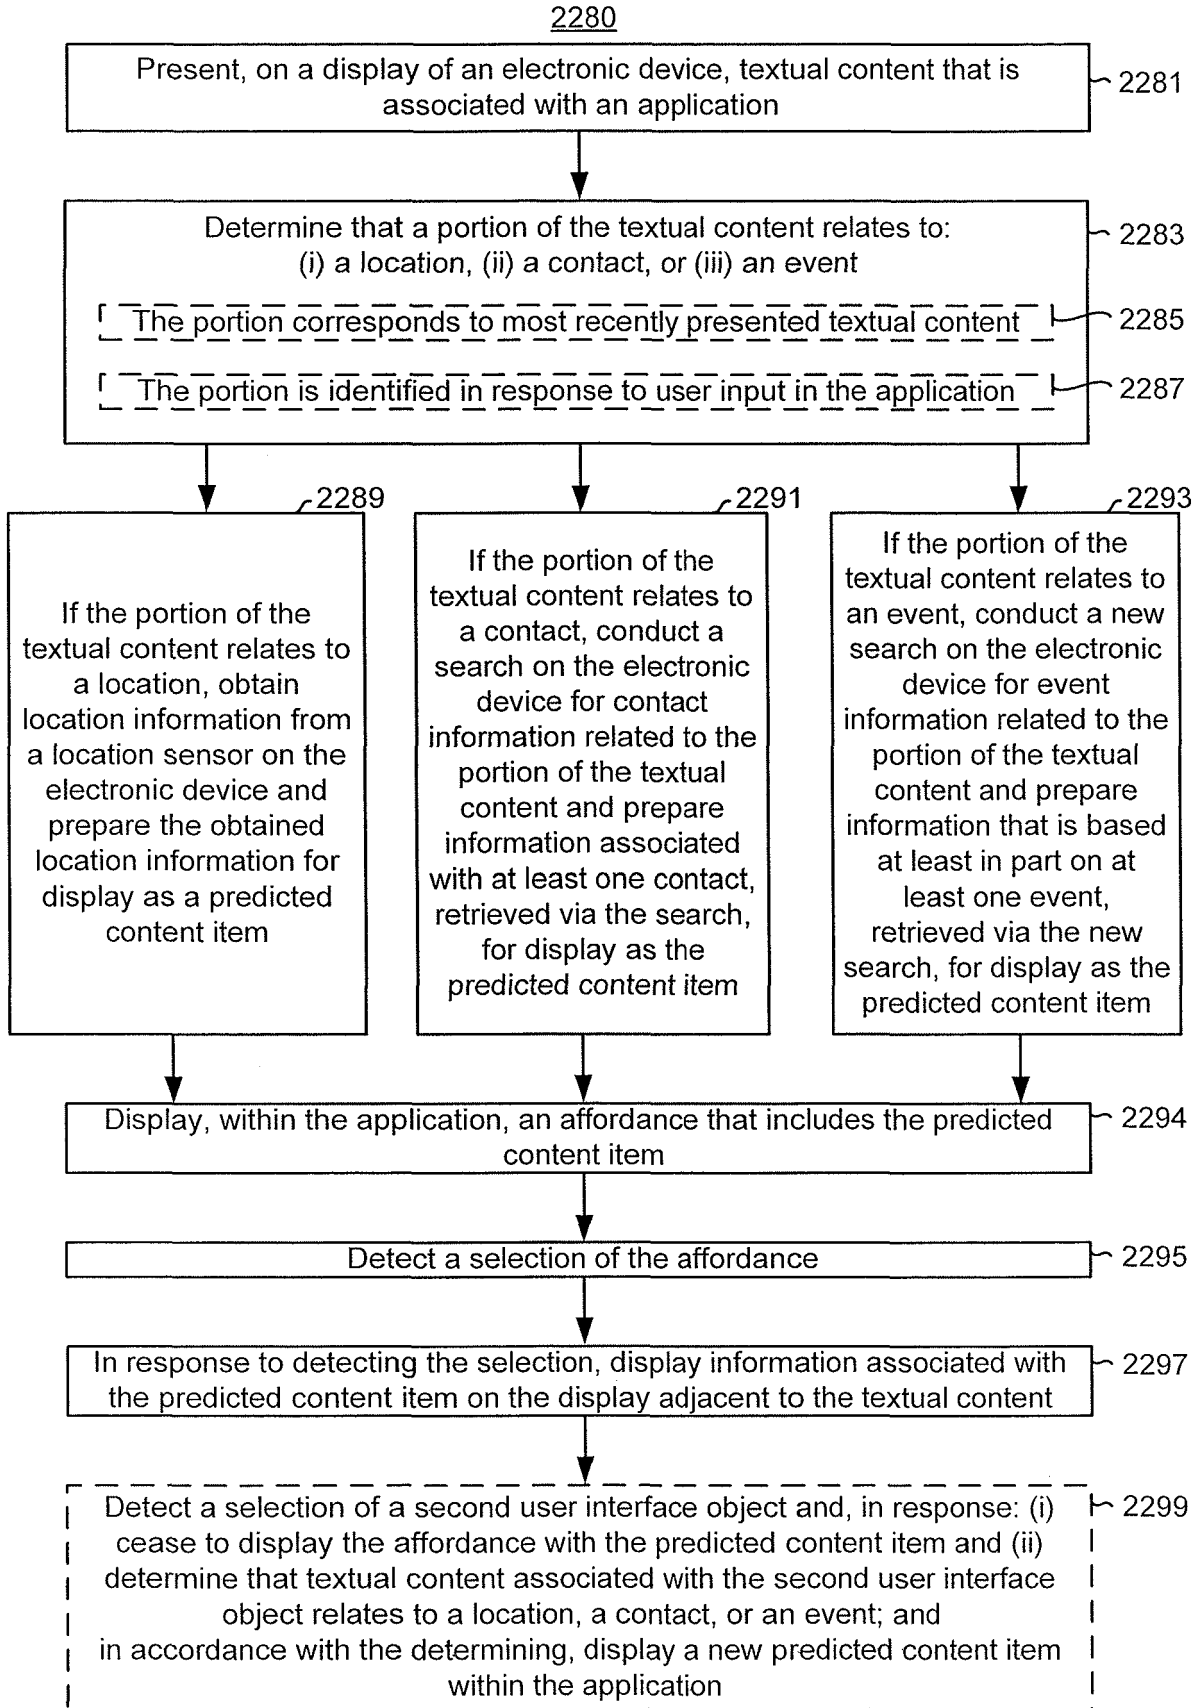 2280
Present, on a display of an electronic device, textual content that is
associated with an application
2281
Determine that a portion of the textual content relates to:
(i) a location, (ii) a contact, or (iii) an event
2283
The portion corresponds to most recently presented textual content
2285
The portion is identified in response to user input in the application
2287
2289
If the portion of the
textual content relates to
a location, obtain
location information from
a location sensor on the
electronic device and
prepare the obtained
location information for
display as a predicted
content item
2291
If the portion of the
textual content relates to
a contact, conduct a
search on the electronic
device for contact
information related to the
portion of the textual
content and prepare
information associated
with at least one contact,
retrieved via the search,
for display as the
predicted content item
2293
If the portion of the
textual content relates to
an event, conduct a new
search on the electronic
device for event
information related to the
portion of the textual
content and prepare
information that is based
at least in part on at
least one event,
retrieved via the new
search, for display as the
predicted content item
Display, within the application, an affordance that includes the predicted
content item
2294
Detect a selection of the affordance
2295
In response to detecting the selection, display information associated with
the predicted content item on the display adjacent to the textual content
2297
Detect a selection of a second user interface object and, in response: (i)
cease to display the affordance with the predicted content item and (ii)
determine that textual content associated with the second user interface
object relates to a location, a contact, or an event; and
in accordance with the determining, display a new predicted content item
within the application
2299